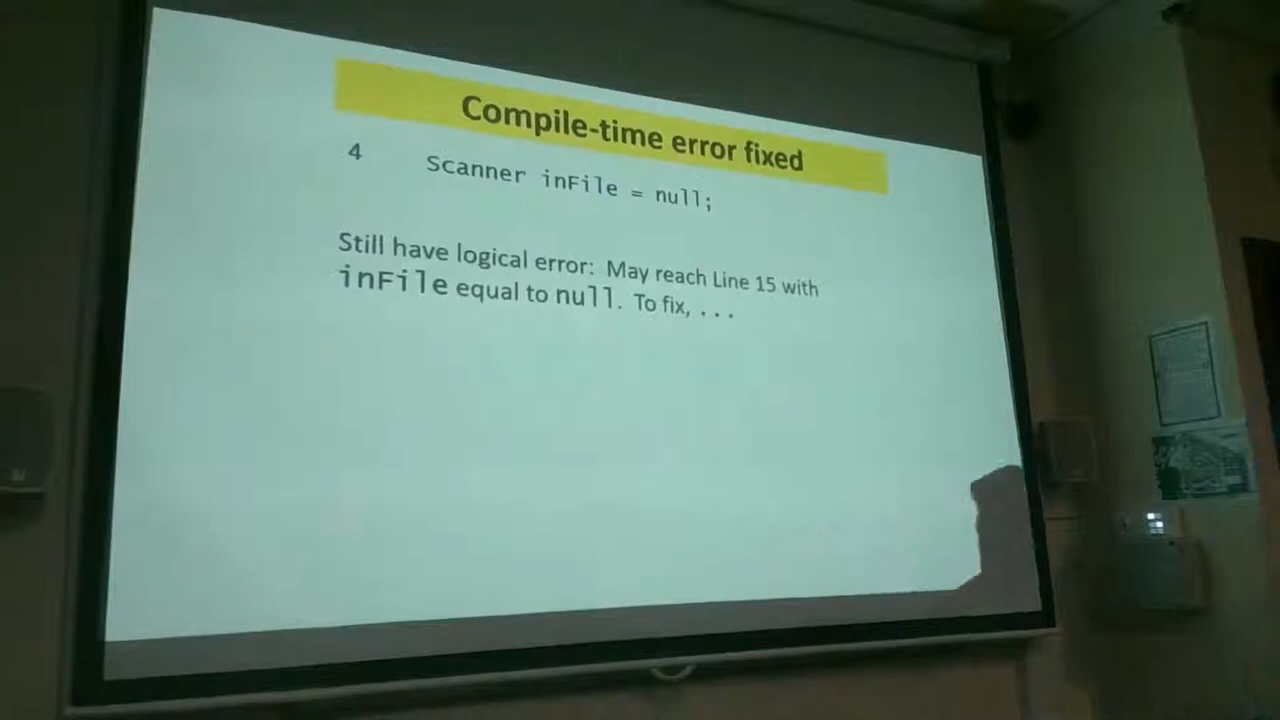 Compile-time error fixed
4 Scanner inFile = null;
Still have logical error: May reach Line 15 with
inFile equal to null. To fix, . . .